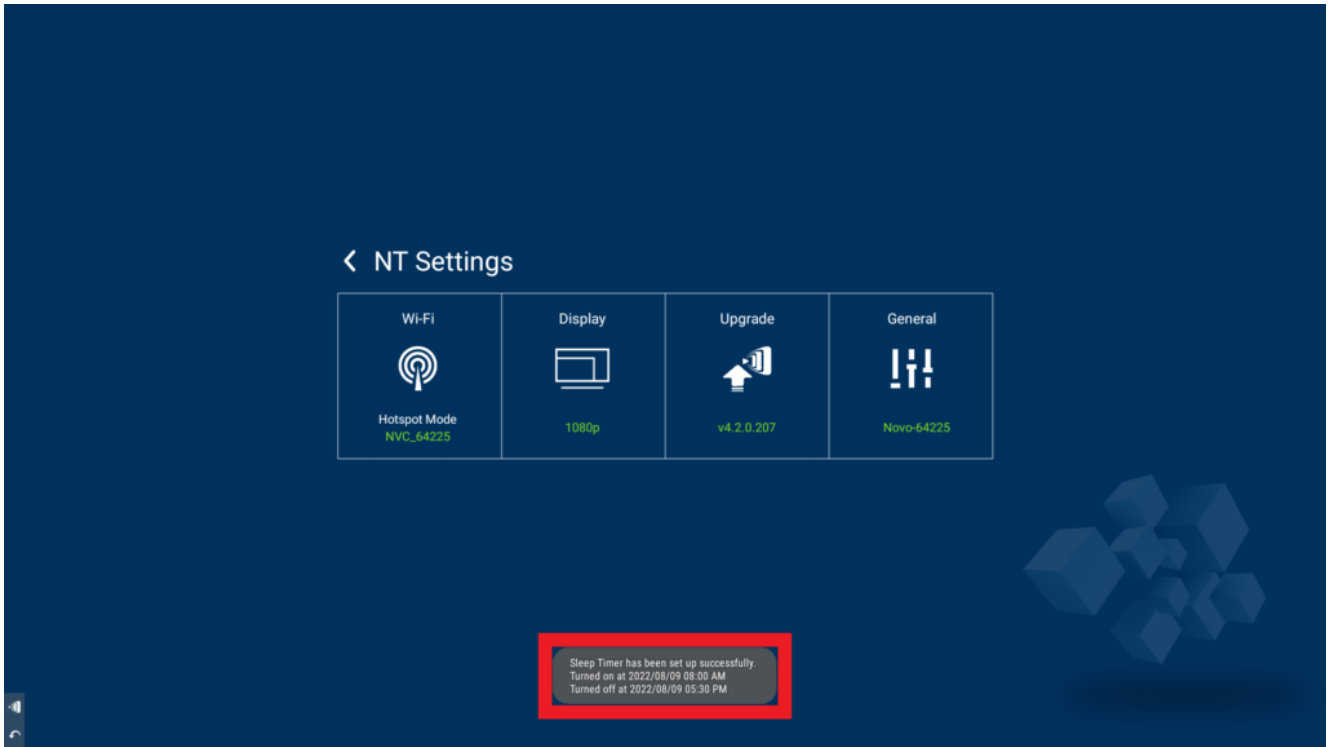 NT Settings
Wi-Fi
Hotspot Mode
NVC_64225
Display
1080p
Upgrade
v4.2.0.207
General
Novo-64225
Sleep Timer has been set up successfully.
Turned on at 2022/08/09 08:00 AM
Turned off at 2022/08/09 05:30 PM